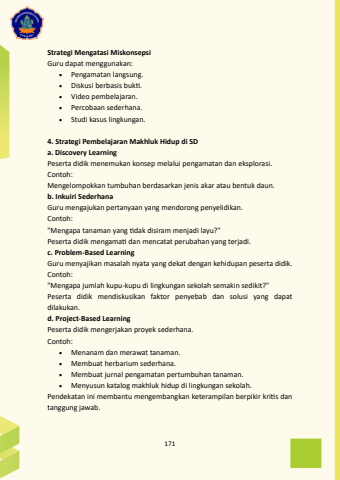 Strategi Mengatasi Miskonsepsi
Guru dapat menggunakan:
• Pengamatan langsung.
• Diskusi berbasis bukti.
• Video pembelajaran.
• Percobaan sederhana.
• Studi kasus lingkungan.
4. Strategi Pembelajaran Makhluk Hidup di SD
a. Discovery Learning
Peserta didik menemukan konsep melalui pengamatan dan eksplorasi.
Contoh:
Mengelompokkan tumbuhan berdasarkan jenis akar atau bentuk daun.
b. Inkuiri Sederhana
Guru mengajukan pertanyaan yang mendorong penyelidikan.
Contoh:
"Mengapa tanaman yang tidak disiram menjadi layu?"
Peserta didik mengamati dan mencatat perubahan yang terjadi.
c. Problem-Based Learning
Guru menyajikan masalah nyata yang dekat dengan kehidupan peserta didik.
Contoh:
"Mengapa jumlah kupu-kupu di lingkungan sekolah semakin sedikit?"
Peserta didik mendiskusikan faktor penyebab dan solusi yang dapat
dilakukan.
d. Project-Based Learning
Peserta didik mengerjakan proyek sederhana.
Contoh:
• Menanam dan merawat tanaman.
• Membuat herbarium sederhana.
• Membuat jurnal pengamatan pertumbuhan tanaman.
• Menyusun katalog makhluk hidup di lingkungan sekolah.
Pendekatan ini membantu mengembangkan keterampilan berpikir kritis dan
tanggung jawab.
171